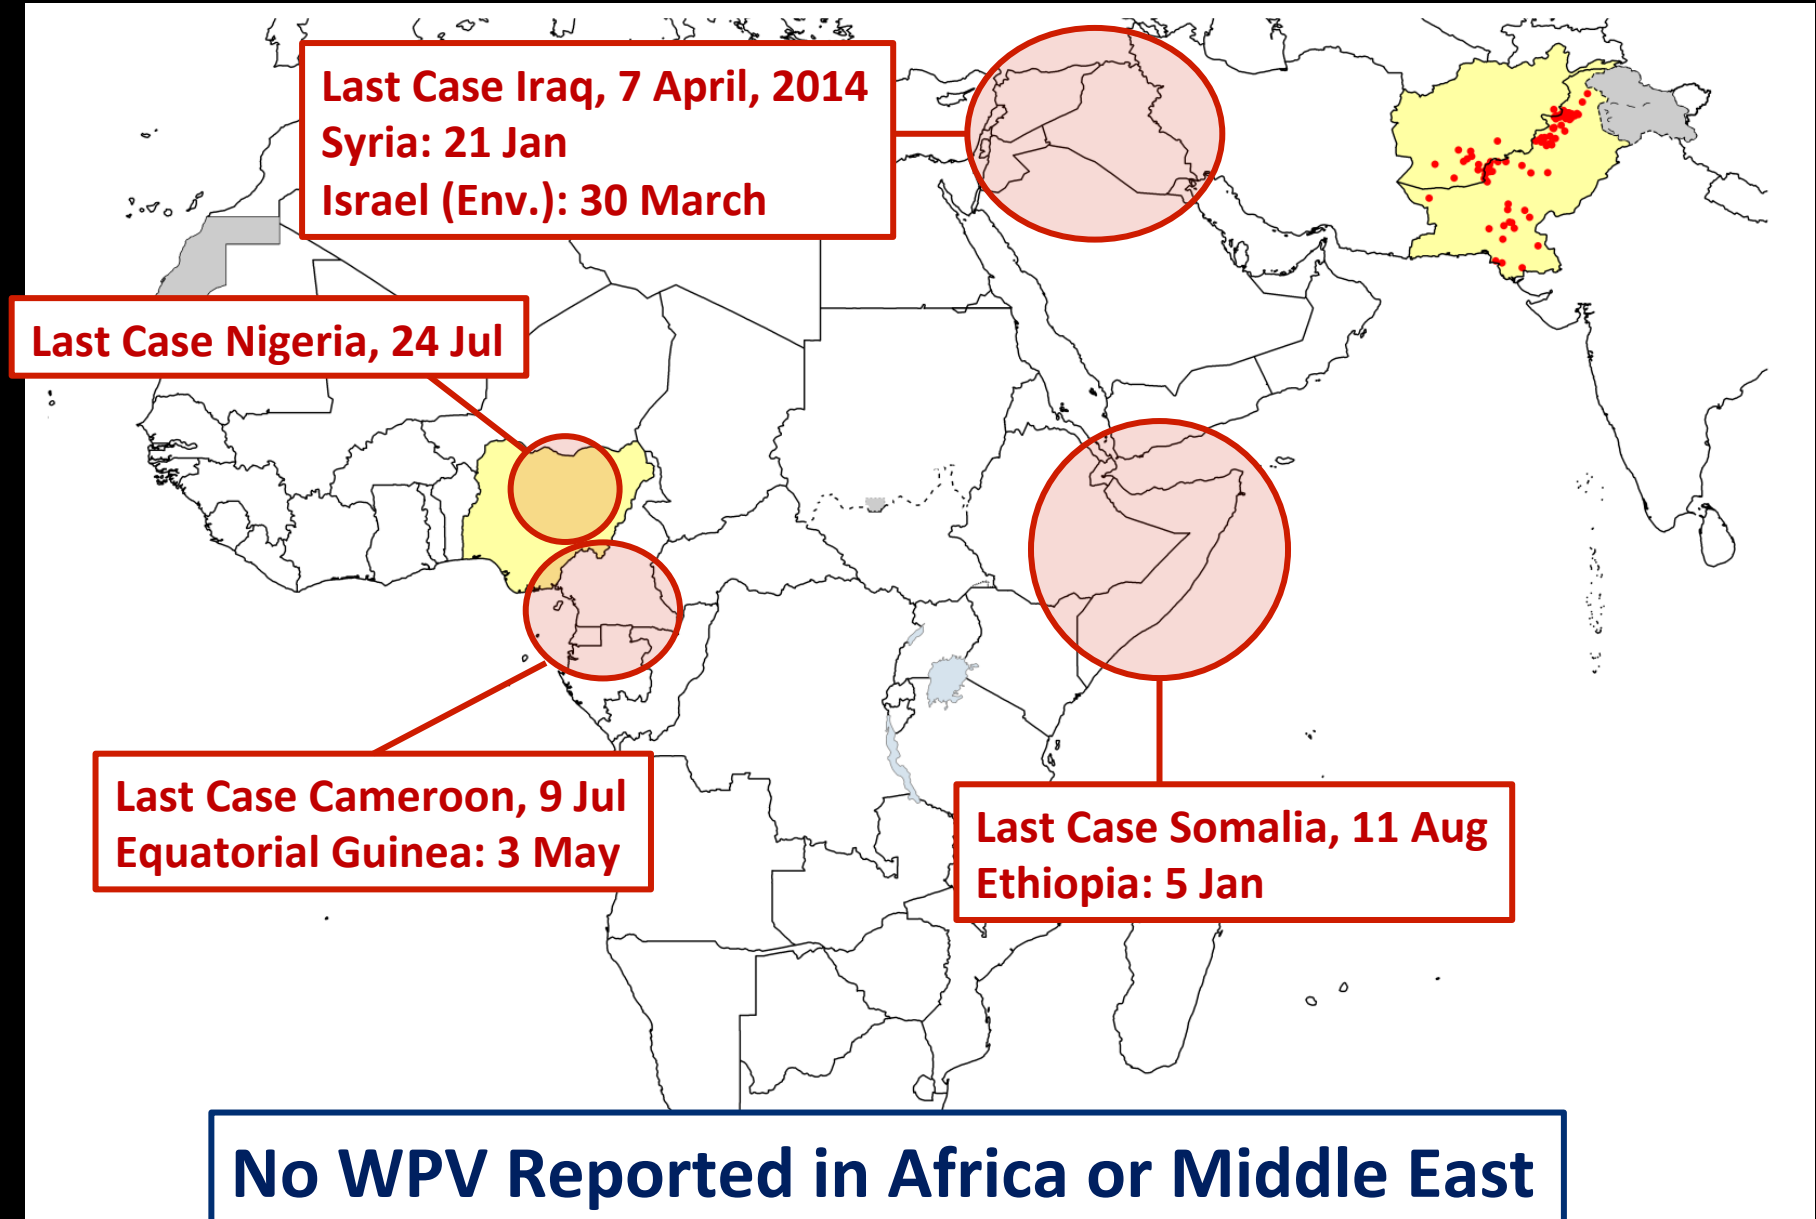 Last Case Iraq, 7 April, 2014
Syria: 21 Jan
Israel (Env.): 30 March
Last Case Nigeria, 24 Jul
Last Case Cameroon, 9 Jul
Equatorial Guinea: 3 May
Last Case Somalia, 11 Aug
Ethiopia: 5 Jan
No WPV Reported in Africa or Middle East